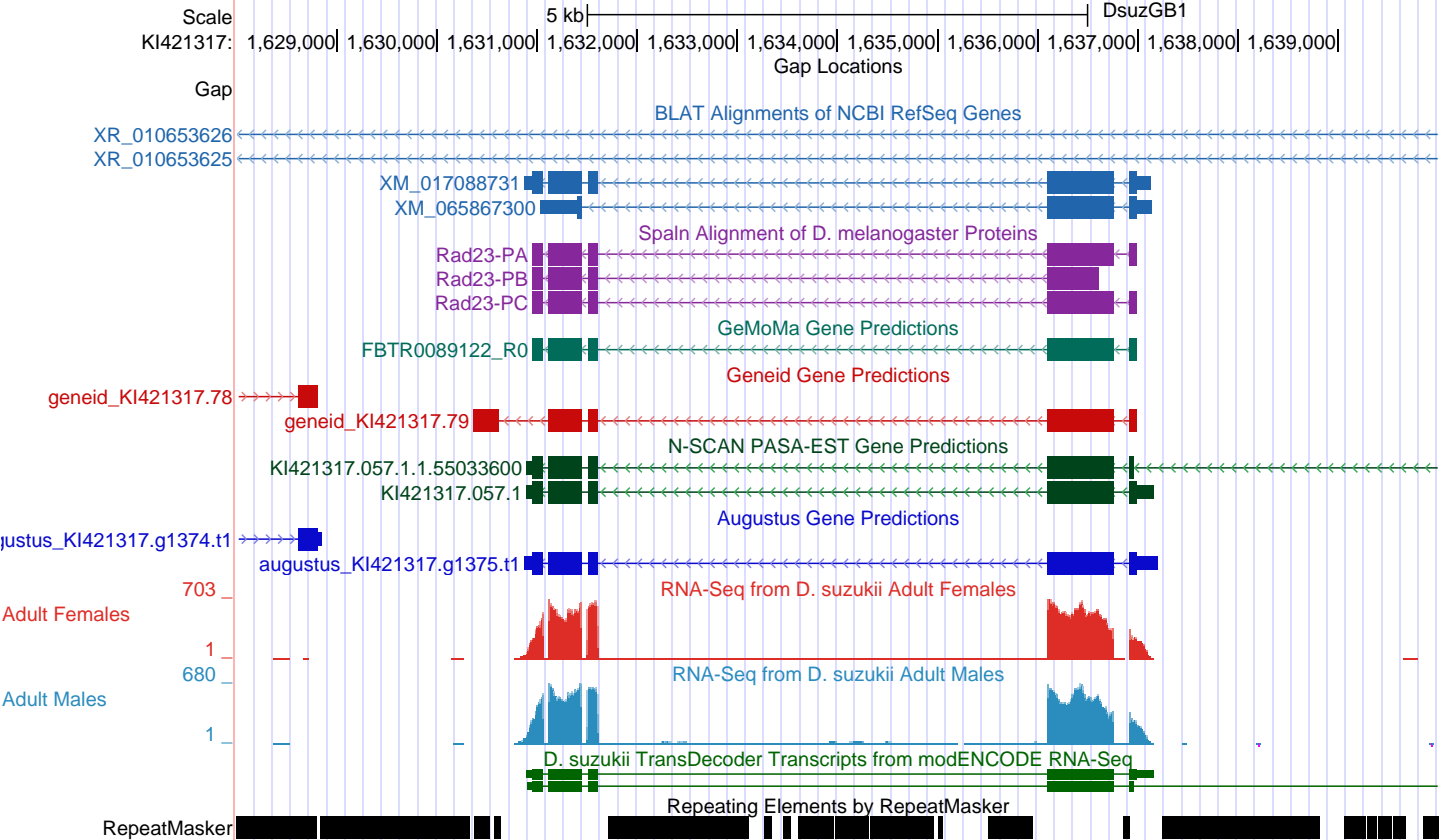 Scale 5 kb DsuzGB1
KI421317: 1,629,000 1,630,000 1,631,000 1,632,000 1,633,000 1,634,000 1,635,000 1,636,000 1,637,000 1,638,000 1,639,000
Gap Locations
Gap
BLAT Alignments of NCBI RefSeq Genes
XR_010653626
XR_010653625
XM_017088731
XM_065867300
Spaln Alignment of D. melanogaster Proteins
Rad23-PA
Rad23-PB
Rad23-PC
GeMoMa Gene Predictions
FBTR0089122_R0
Geneid Gene Predictions
geneid_KI421317.78
geneid_KI421317.79
N-SCAN PASA-EST Gene Predictions
KI421317.057.1.1.55033600
KI421317.057.1
Augustus Gene Predictions
gustus_KI421317.g1374.t1
augustus_KI421317.g1375.t1
703
RNA-Seq from D. suzukii Adult Females
Adult Females
1
680
RNA-Seq from D. suzukii Adult Males
Adult Males
1
D. suzukii TransDecoder Transcripts from modENCODE RNA-Seq
Repeating Elements by RepeatMasker
RepeatMasker